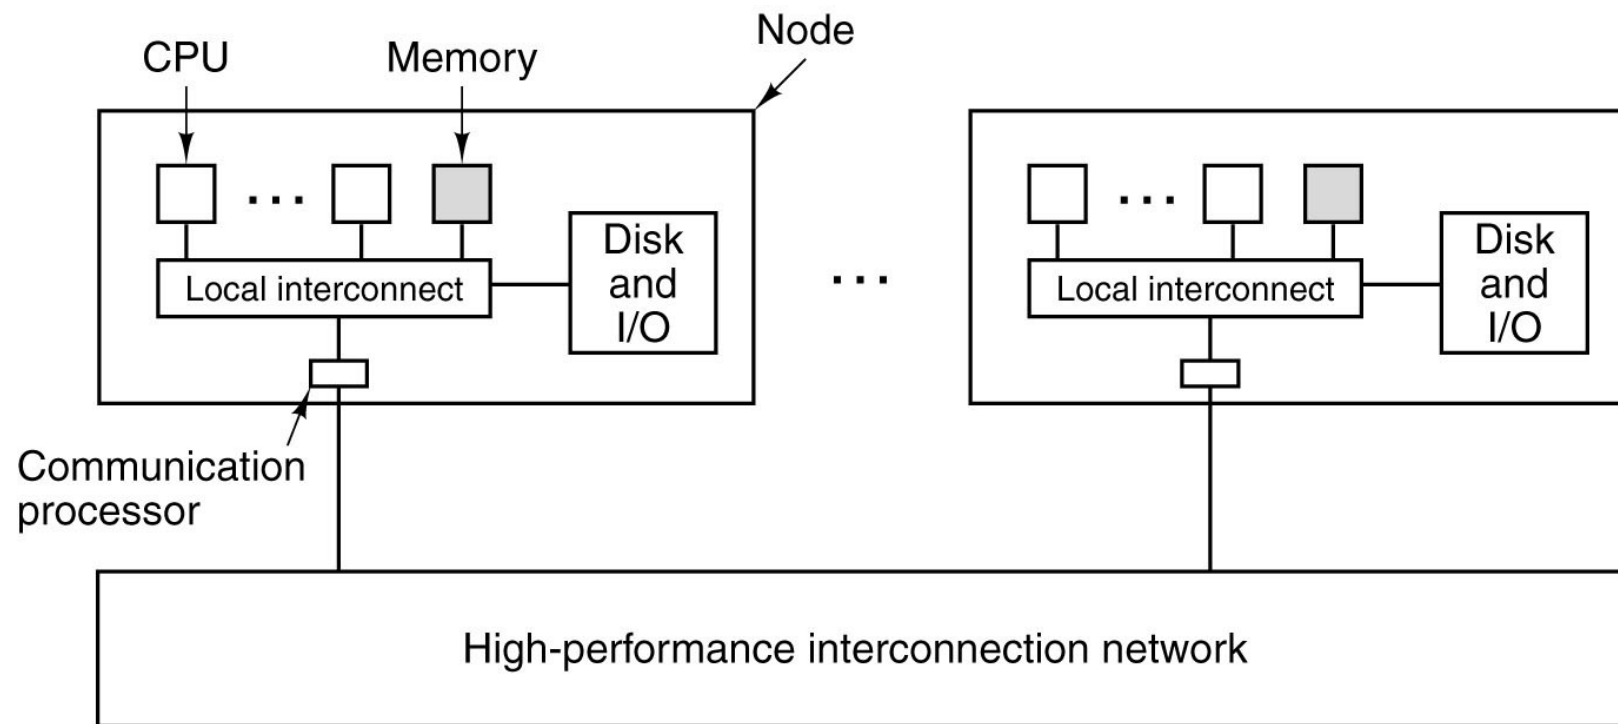 Node
CPU
Memory
...
Disk
and
I/O
Local interconnect
...
...
Disk
and
I/O
Local interconnect
Communication
processor
High-performance interconnection network